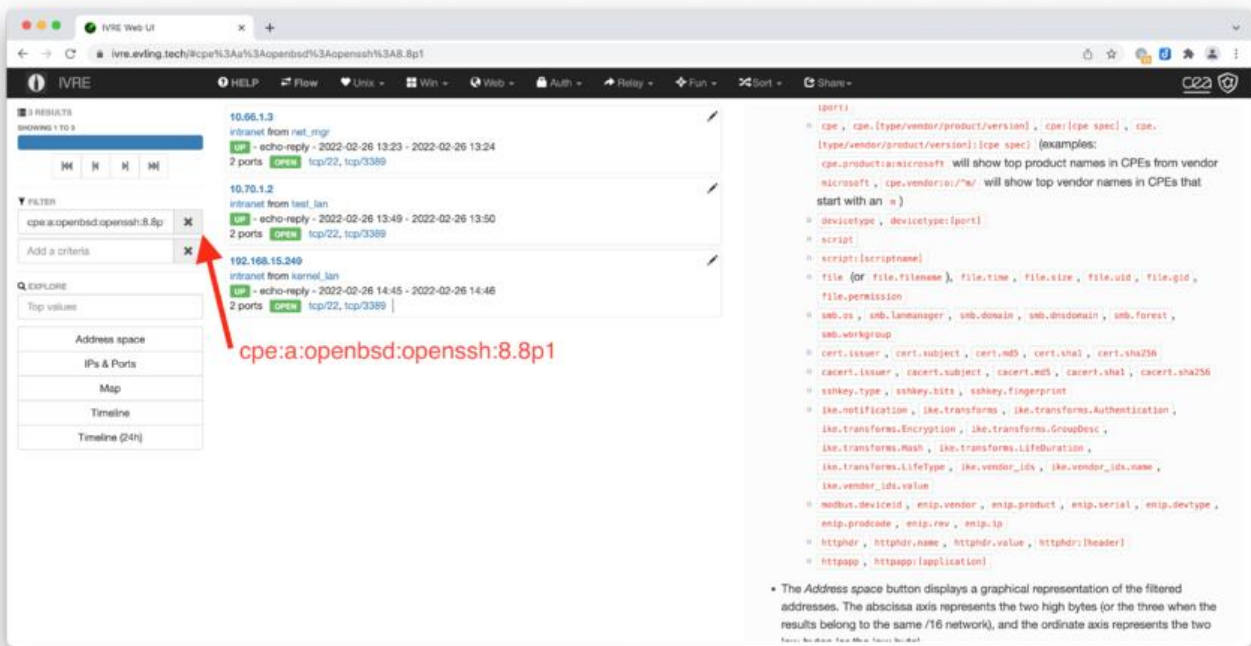 IVRE Web UI
ivre.evling.tech/#cpe%3Aa%3Aopenbsd%3Aopenssh%3A8.8p1
IVRE
HELP Flow Unix Win Web Auth Relay Fun Sort Share
cea
3 RESULTS
SHOWING 1 TO 3
FILTER
cpe:a:openbsd:openssh:8.8p
Add a criteria
EXPLORE
Top values
Address space
IPs & Ports
Map
Timeline
Timeline (24h)
10.66.1.3
intranet from net_mgr
UP - echo-reply - 2022-02-26 13:23 - 2022-02-26 13:24
2 ports OPEN tcp/22, tcp/3389
10.70.1.2
intranet from test_lan
UP - echo-reply - 2022-02-26 13:49 - 2022-02-26 13:50
2 ports OPEN tcp/22, tcp/3389
192.168.15.249
intranet from kernel_lan
UP - echo-reply - 2022-02-26 14:45 - 2022-02-26 14:46
2 ports OPEN tcp/22, tcp/3389
cpe:a:openbsd:openssh:8.8p1
cpe , cpe.[type/vendor/product/version] , cpe:[cpe spec] , cpe.
[type/vendor/product/version]:[cpe spec] (examples:
cpe.product:a:microsoft will show top product names in CPEs from vendor
microsoft , cpe.vendor:o:/^m/ will show top vendor names in CPEs that
start with an m )
devicetype , devicetype:[port]
script
script:[scriptname]
file (or file.filename ), file.time , file.size , file.uid , file.gid ,
file.permission
smb.os , smb.lanmanager , smb.domain , smb.dnsdomain , smb.forest ,
smb.workgroup
cert.issuer , cert.subject , cert.md5 , cert.sha1 , cert.sha256
cacert.issuer , cacert.subject , cacert.md5 , cacert.sha1 , cacert.sha256
sshkey.type , sshkey.bits , sshkey.fingerprint
ike.notification , ike.transforms , ike.transforms.Authentication ,
ike.transforms.Encryption , ike.transforms.GroupDesc ,
ike.transforms.Hash , ike.transforms.LifeDuration ,
ike.transforms.LifeType , ike.vendor_ids , ike.vendor_ids.name ,
ike.vendor_ids.value
modbus.deviceid , enip.vendor , enip.product , enip.serial , enip.devtype ,
enip.prodcode , enip.rev , enip.ip
httphdr , httphdr.name , httphdr.value , httphdr:[header]
httpapp , httpapp:[application]
The Address space button displays a graphical representation of the filtered
addresses. The abscissa axis represents the two high bytes (or the three when the
results belong to the same /16 network), and the ordinate axis represents the two